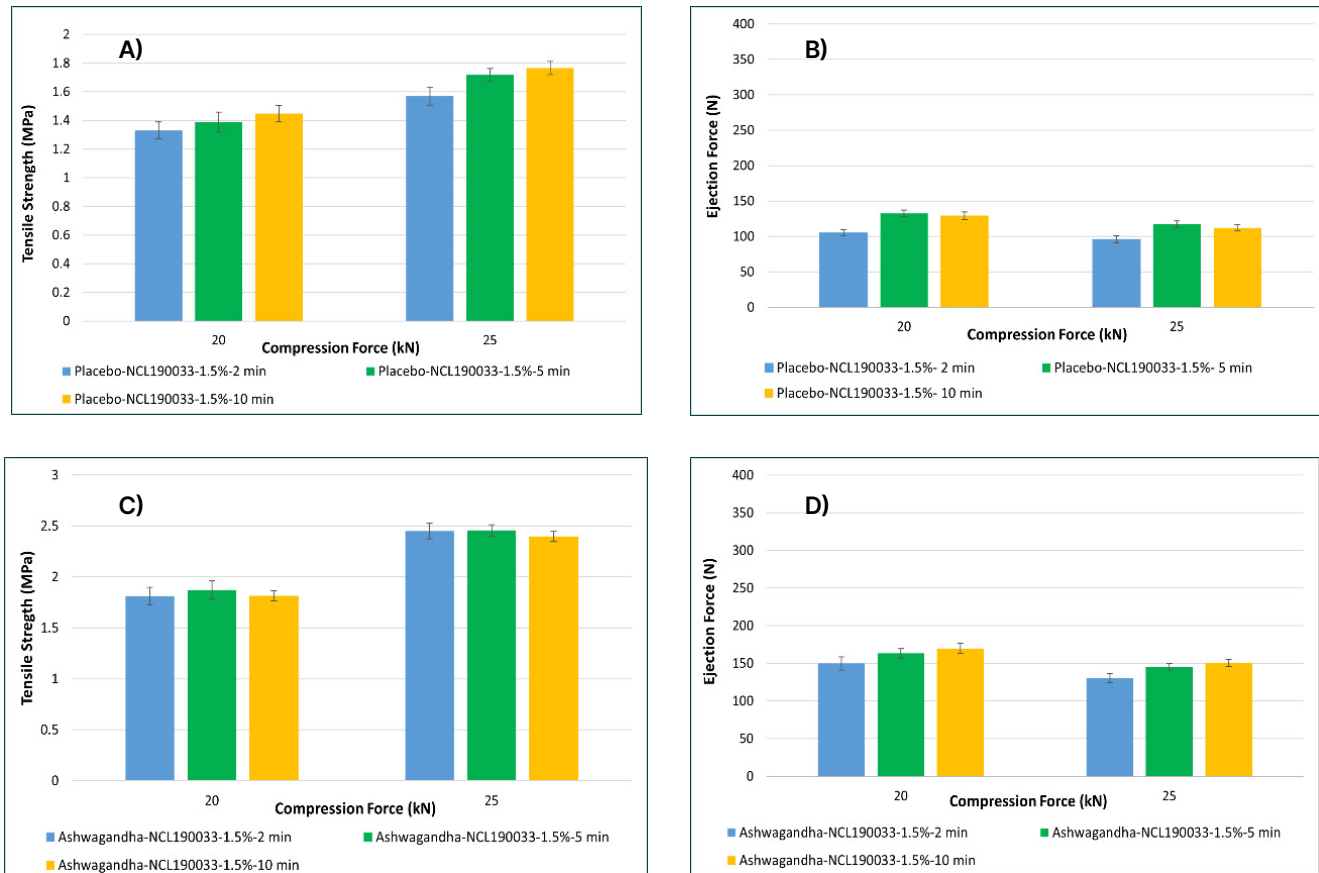 A)
Tensile Strength (MPa)
2
1.8
1.6
1.4
1.2
1
0.8
0.6
0.4
0.2
0
20
25
Compression Force (kN)
Placebo-NCL190033-1.5%-2 min
Placebo-NCL190033-1.5%-5 min
Placebo-NCL190033-1.5%-10 min
B)
Ejection Force (N)
400
350
300
250
200
150
100
50
0
20
25
Compression Force (kN)
Placebo-NCL190033-1.5%- 2 min
Placebo-NCL190033-1.5%- 5 min
Placebo-NCL190033-1.5%- 10 min
C)
Tensile Stregth (MPa)
3
2.5
2
1.5
1
0.5
0
20
25
Compression Force (kN)
Ashwagandha-NCL190033-1.5%-2 min
Ashwagandha-NCL190033-1.5%-5 min
Ashwagandha-NCL190033-1.5%-10 min
D)
Ejection Force (N)
400
350
300
250
200
150
100
50
0
20
25
Compression Force (kN)
Ashwagandha-NCL190033-1.5%-2 min
Ashwagandha-NCL190033-1.5%-5 min
Ashwagandha-NCL190033-1.5%-10 min